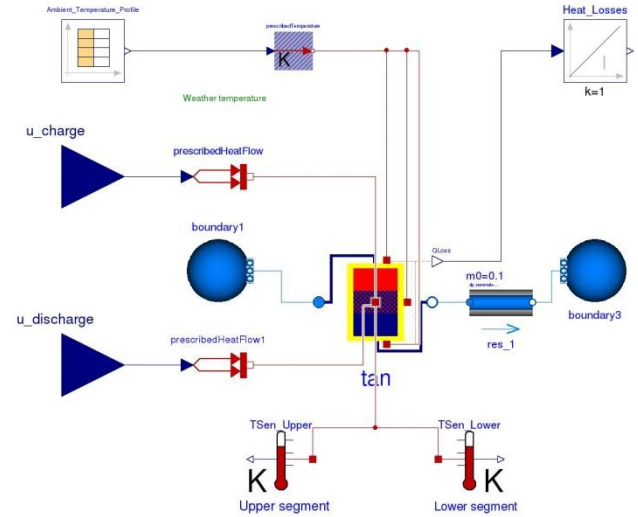 Ambient_Temperature_Profile
prescribedTemperature
Heat_Losses
K
k=1
Weather temperature
u_charge
prescribedHeatFlow
boundary1
QLoss
m0=0.1
boundary3
res_1
u_discharge
prescribedHeatFlow1
tan
TSen_Upper
TSen_Lower
K
K
Upper segment
Lower segment